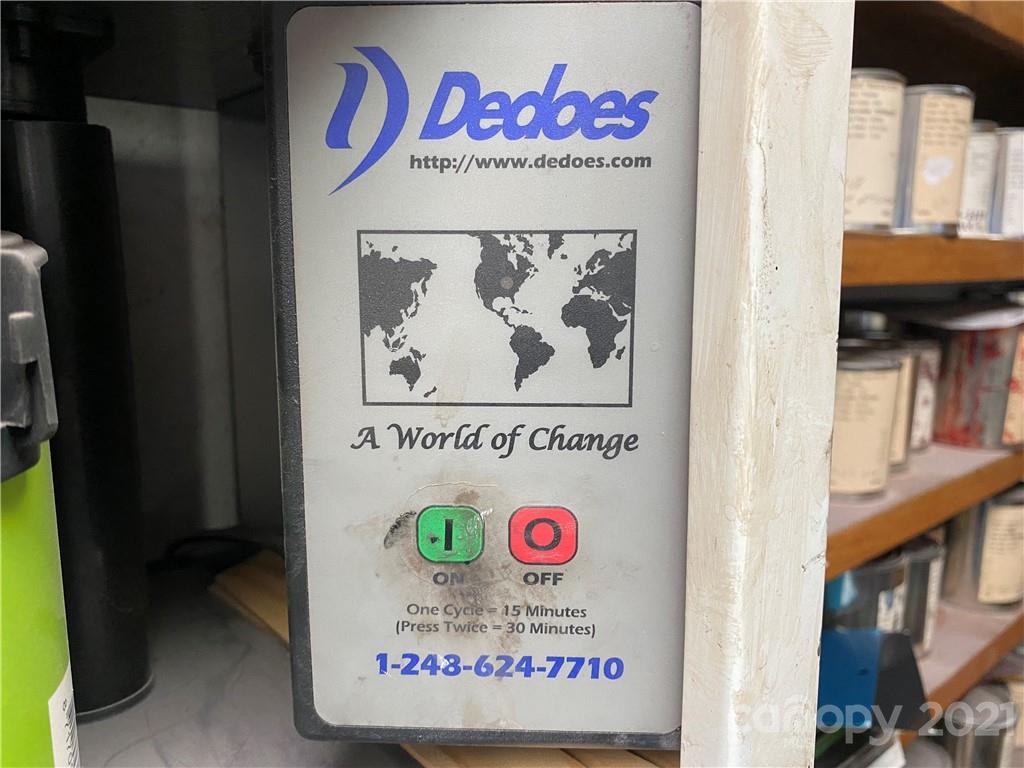 Dedoes
http://www.dedoes.com
A World of Change
I O
ON OFF
One Cycle = 15 Minutes
(Press Twice = 30 Minutes)
1-248-624-7710
canopy 2021